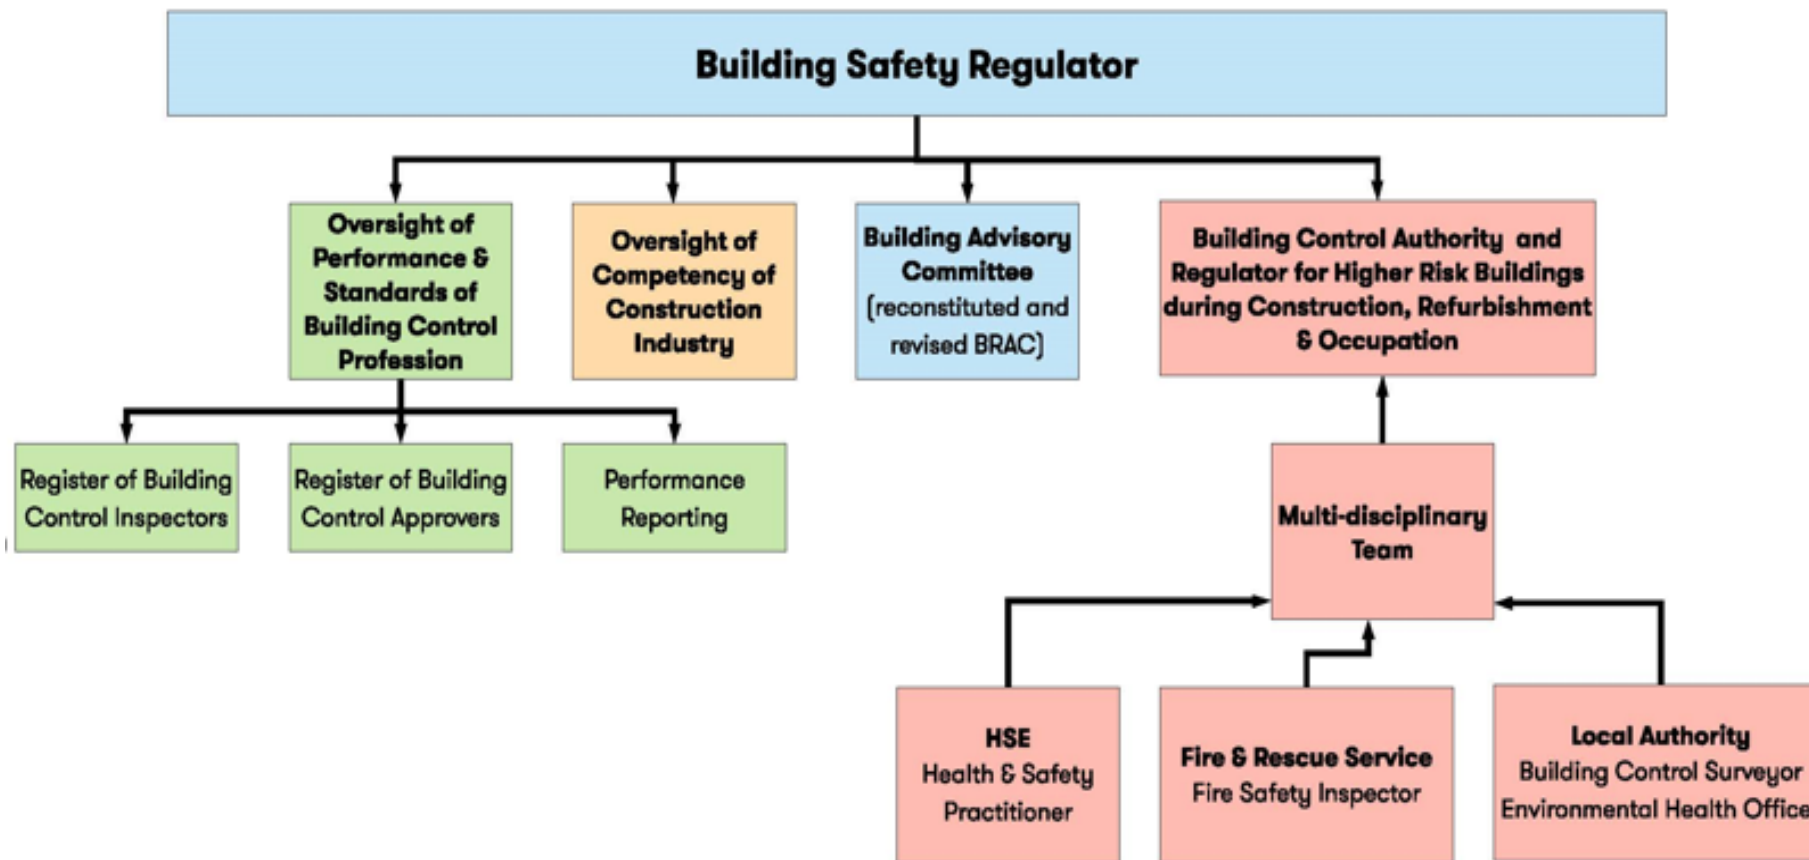 Building Safety Regulator
Oversight of
Performance &
Standards of
Building Control
Profession
Oversight of
Competency of
Construction
Industry
Building Advisory
Committee
(reconstituted and
revised BRAC)
Building Control Authority and
Regulator for Higher Risk Buildings
during Construction, Refurbishment
& Occupation
Register of Building
Control Inspectors
Register of Building
Control Approvers
Performance
Reporting
Multi-disciplinary
Team
HSE
Health & Safety
Practitioner
Fire & Rescue Service
Fire Safety Inspector
Local Authority
Building Control Surveyor
Environmental Health Office